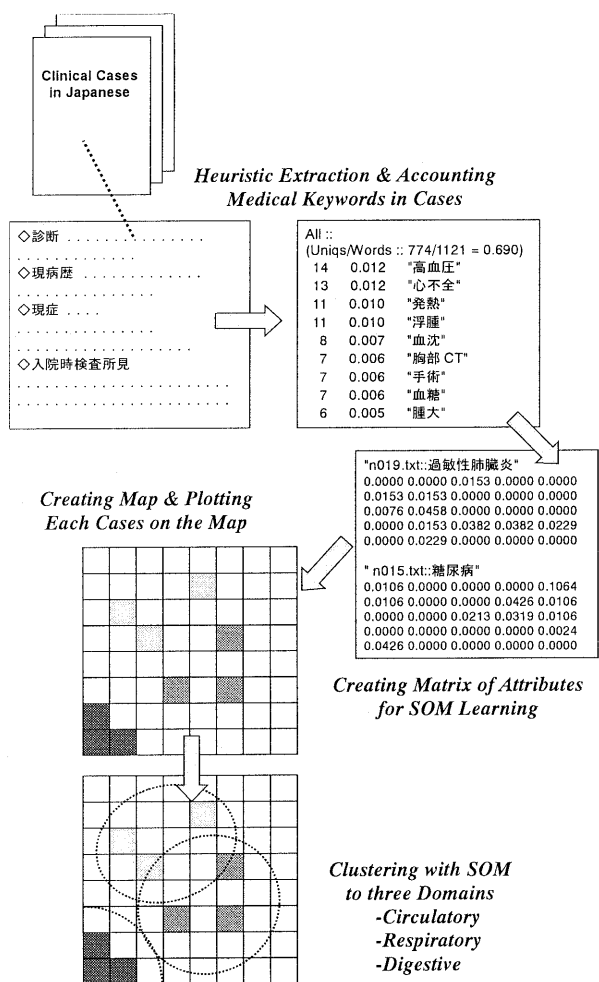 Clinical Cases
in Japanese
Heuristic Extraction & Accounting
Medical Keywords in Cases
◇診断 . . . . . . . . . . . . . . .
. . . . . . . . . . . . .
◇現病歴 . . . . . . . . . . . . .
. . . . . . . . . . . . . . .
◇現症 . . . .
. . . . . . . . . . . . . . .
. . . . . . . . . . . . . . . . . . .
◇入院時検査所見
. . . . . . . . . . . . . . . . . . . . . . .
. . . . . . . . . . . . . . . . . . . . . . .
All ::
(Uniqs/Words :: 774/1121 = 0.690)
14 0.012 "高血圧"
13 0.012 "心不全"
11 0.010 "発熱"
11 0.010 "浮腫"
8 0.007 "血沈"
7 0.006 "胸部 CT"
7 0.006 "手術"
7 0.006 "血糖"
6 0.005 "腫大"
"n019.txt::過敏性肺臓炎"
0.0000 0.0000 0.0153 0.0000 0.0000
0.0153 0.0153 0.0000 0.0000 0.0000
0.0076 0.0458 0.0000 0.0000 0.0000
0.0000 0.0153 0.0382 0.0382 0.0229
0.0000 0.0229 0.0000 0.0000 0.0000
" n015.txt::糖尿病"
0.0106 0.0000 0.0000 0.0000 0.1064
0.0106 0.0000 0.0000 0.0426 0.0106
0.0000 0.0000 0.0213 0.0319 0.0106
0.0000 0.0000 0.0000 0.0000 0.0024
0.0426 0.0000 0.0000 0.0000 0.0000
Creating Matrix of Attributes
for SOM Learning
Creating Map & Plotting
Each Cases on the Map
Clustering with SOM
to three Domains
-Circulatory
-Respiratory
-Digestive